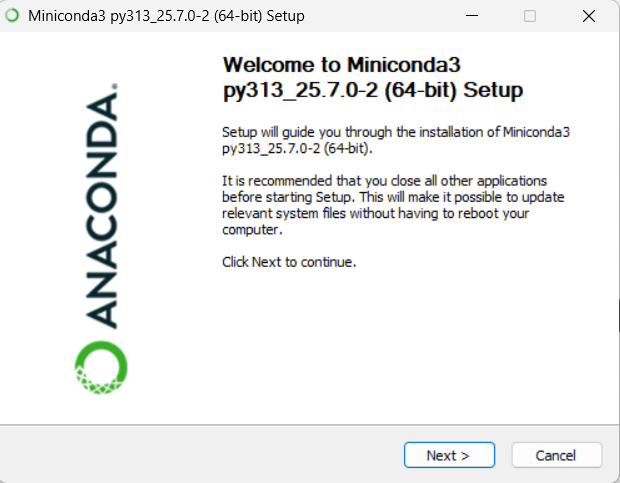 Miniconda3 py313_25.7.0-2 (64-bit) Setup
Welcome to Miniconda3
py313_25.7.0-2 (64-bit) Setup
Setup will guide you through the installation of Miniconda3
py313_25.7.0-2 (64-bit).
It is recommended that you close all other applications
before starting Setup. This will make it possible to update
relevant system files without having to reboot your
computer.
Click Next to continue.
ANACONDA.
Next >
Cancel